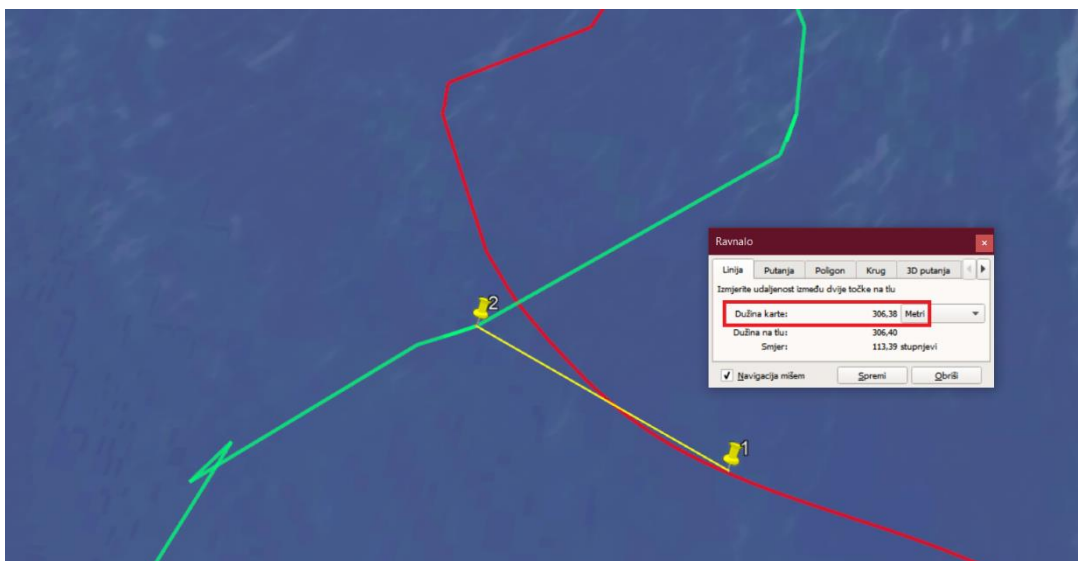 2
1
Ravnalo
Linija Putanja Poligon Krug 3D putanja
Izmjerite udaljenost između dvije točke na tlu
Dužina karte: 306,38 Metri
Dužina na tlu: 306,40
Smjer: 113,39 stupnjevi
Navigacija mišem Spremi Obriši